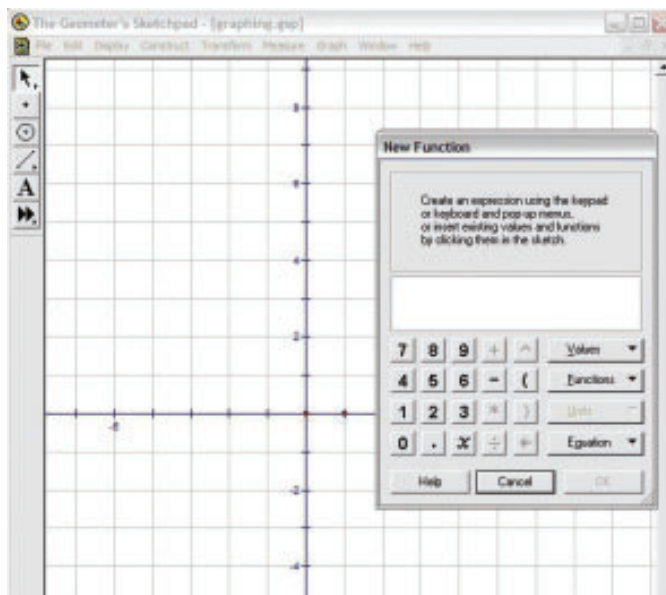 The Geometer's Sketchpad - [graphing.gsp]
File Edit Display Construct Transform Measure Graph Window Help
A
8
6
4
2
-5
-2
-4
New Function
Create an expression using the keypad
or keyboard and pop-up menus,
or insert existing values and functions
by clicking them in the sketch.
7 8 9 + ^ Values
4 5 6 - ( Functions
1 2 3 * ) Units
0 . x ÷ ← Equation
Help Cancel OK